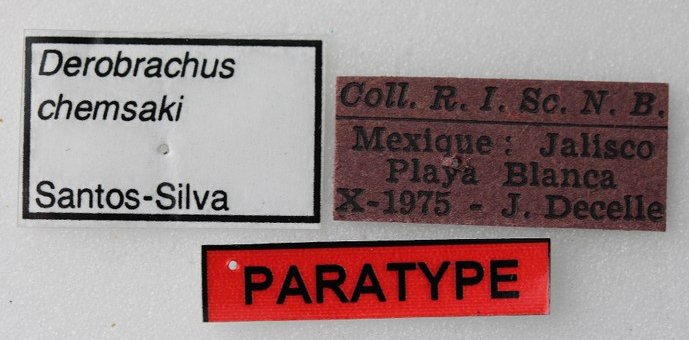 Derobrachus
chemsaki
Santos-Silva
Coll. R. I. Sc. N. B.
Mexique : Jalisco
Playa Blanca
X-1975 - J. Decelle
PARATYPE